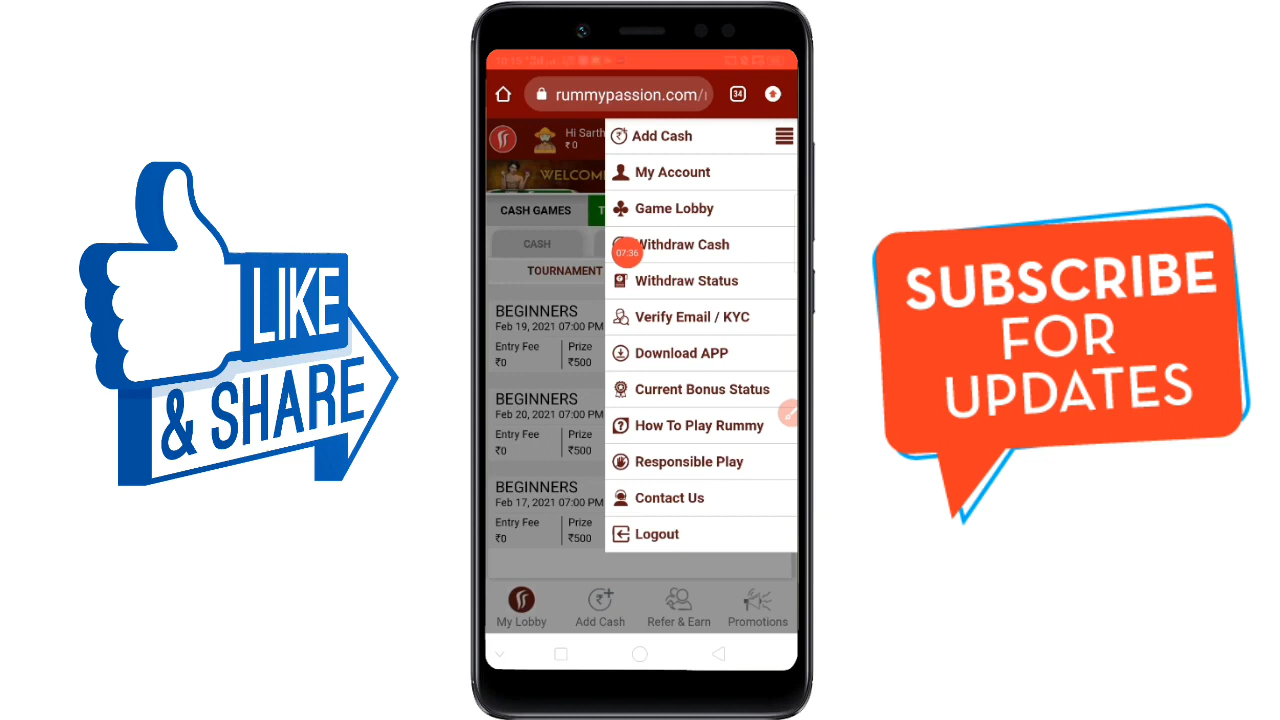 LIKE
& SHARE
rummypassion.com/
34
Hi Sarth
₹ 0
WELCOM
CASH GAMES
T
CASH
TOURNAMENT
BEGINNERS
Feb 19, 2021 07:00 PM
Entry Fee
Prize
₹0
₹500
BEGINNERS
Feb 20, 2021 07:00 PM
Entry Fee
Prize
₹0
₹500
BEGINNERS
Feb 17, 2021 07:00 PM
Entry Fee
Prize
₹0
₹500
Add Cash
My Account
Game Lobby
Withdraw Cash
07:36
Withdraw Status
Verify Email / KYC
Download APP
Current Bonus Status
How To Play Rummy
Responsible Play
Contact Us
Logout
My Lobby
Add Cash
Refer & Earn
Promotions
SUBSCRIBE
FOR
UPDATES